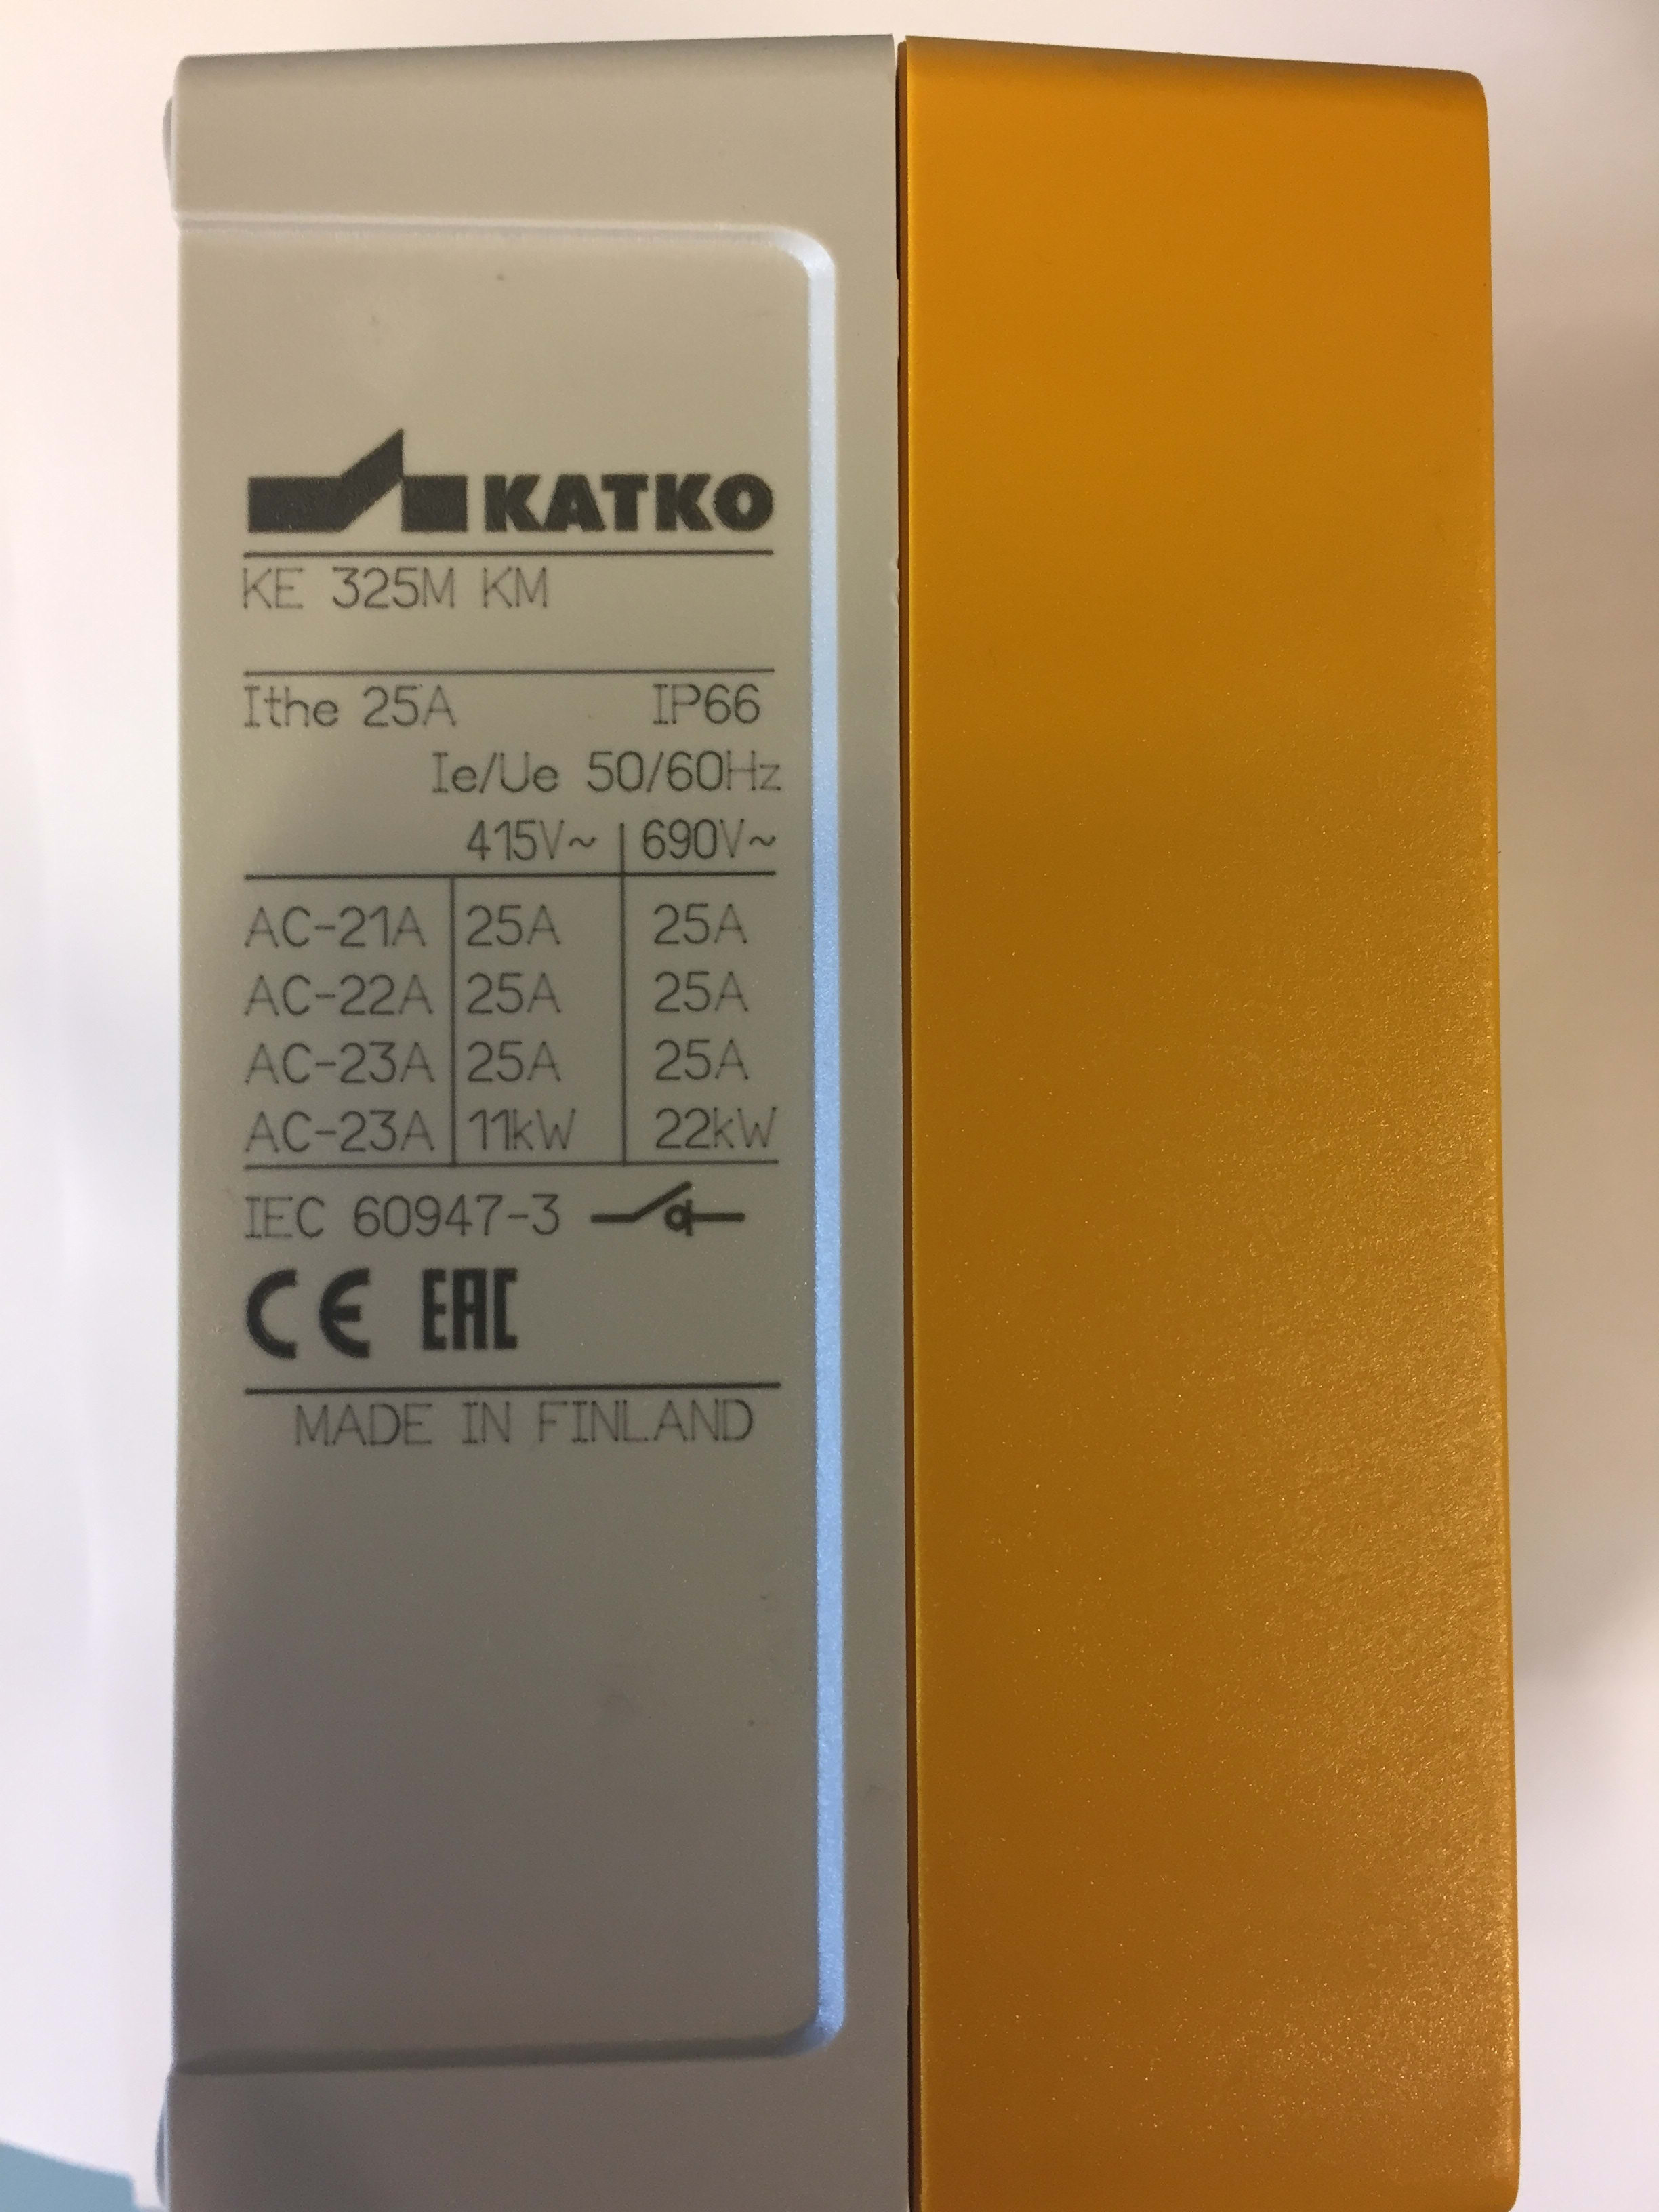 KATKO
KE 325M KM
Ithe 25A IP66
Ie/Ue 50/60Hz
415V~ 690V~
AC-21A 25A 25A
AC-22A 25A 25A
AC-23A 25A 25A
AC-23A 11kW 22kW
IEC 60947-3
CE EAC
MADE IN FINLAND